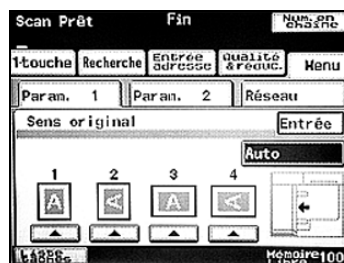 Scan Prêt Fin Num.en chaîne
1-touche Recherche Entrée adresse Qualité &réduc. Menu
Param. 1 Param. 2 Réseau
Sens original Entrée
Auto
1 2 3 4
A A A A
Mémoire Libre 100